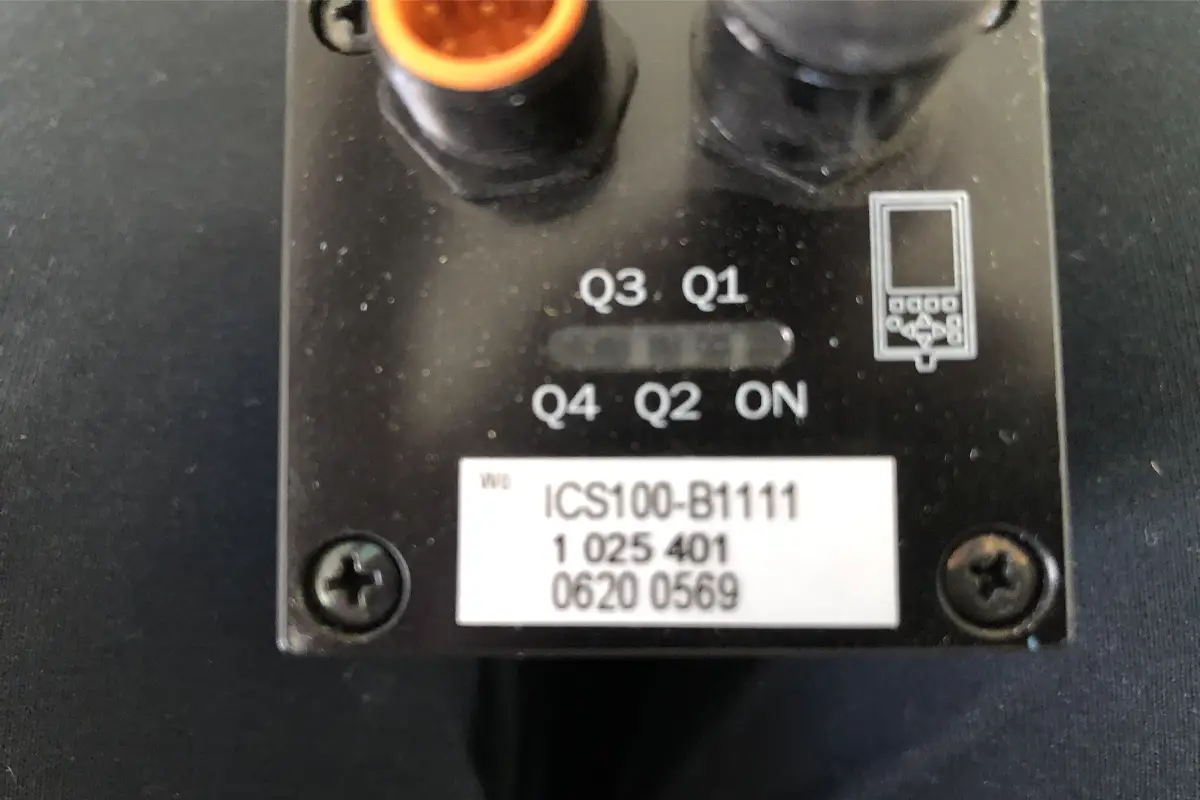 Q3 Q1
Q4 Q2 ON
ICS100-B1111
1 025 401
0620 0569